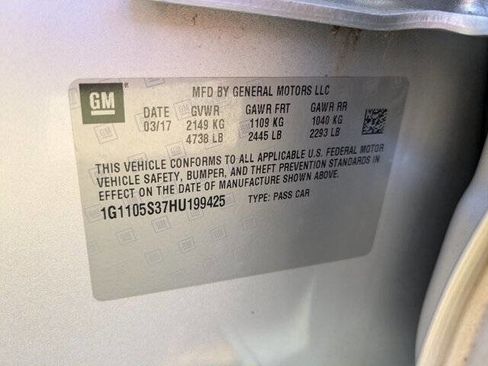 GM
MFD BY GENERAL MOTORS LLC
DATE GVWR GAWR FRT GAWR RR
03/17 2149 KG 1109 KG 1040 KG
4738 LB 2445 LB 2293 LB
THIS VEHICLE CONFORMS TO ALL APPLICABLE U.S. FEDERAL MOTOR
VEHICLE SAFETY, BUMPER, AND THEFT PREVENTION STANDARDS IN
EFFECT ON THE DATE OF MANUFACTURE SHOWN ABOVE.
1G1105S37HU199425 TYPE: PASS CAR